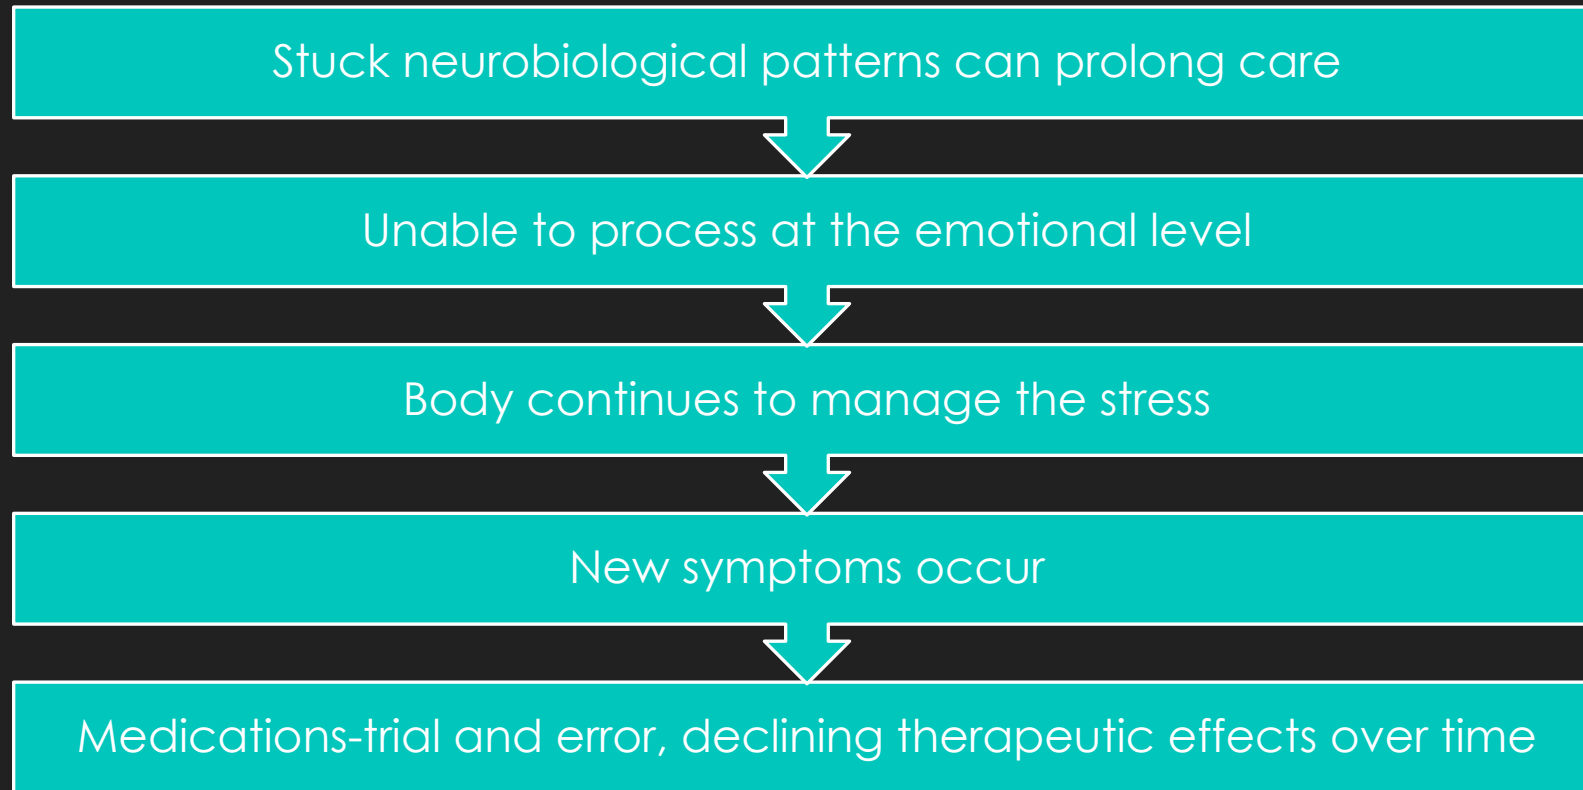 Stuck neurobiological patterns can prolong care
Unable to process at the emotional level
Body continues to manage the stress
New symptoms occur
Medications-trial and error, declining therapeutic effects over time